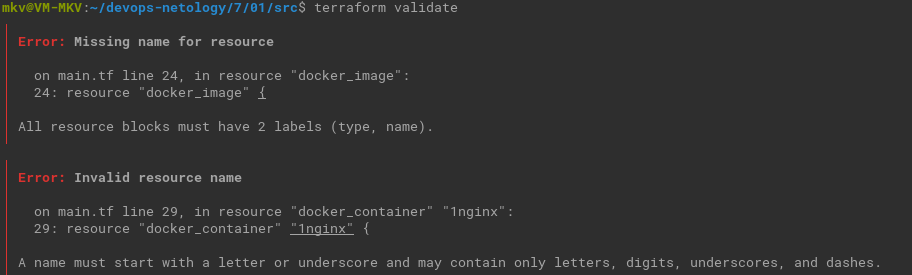 mkv@VM-MKV:~/devops-netology/7/01/src$ terraform validate
Error: Missing name for resource
on main.tf line 24, in resource "docker_image":
24: resource "docker_image" {
All resource blocks must have 2 labels (type, name).
Error: Invalid resource name
on main.tf line 29, in resource "docker_container" "1nginx":
29: resource "docker_container" "1nginx" {
A name must start with a letter or underscore and may contain only letters, digits, underscores, and dashes.